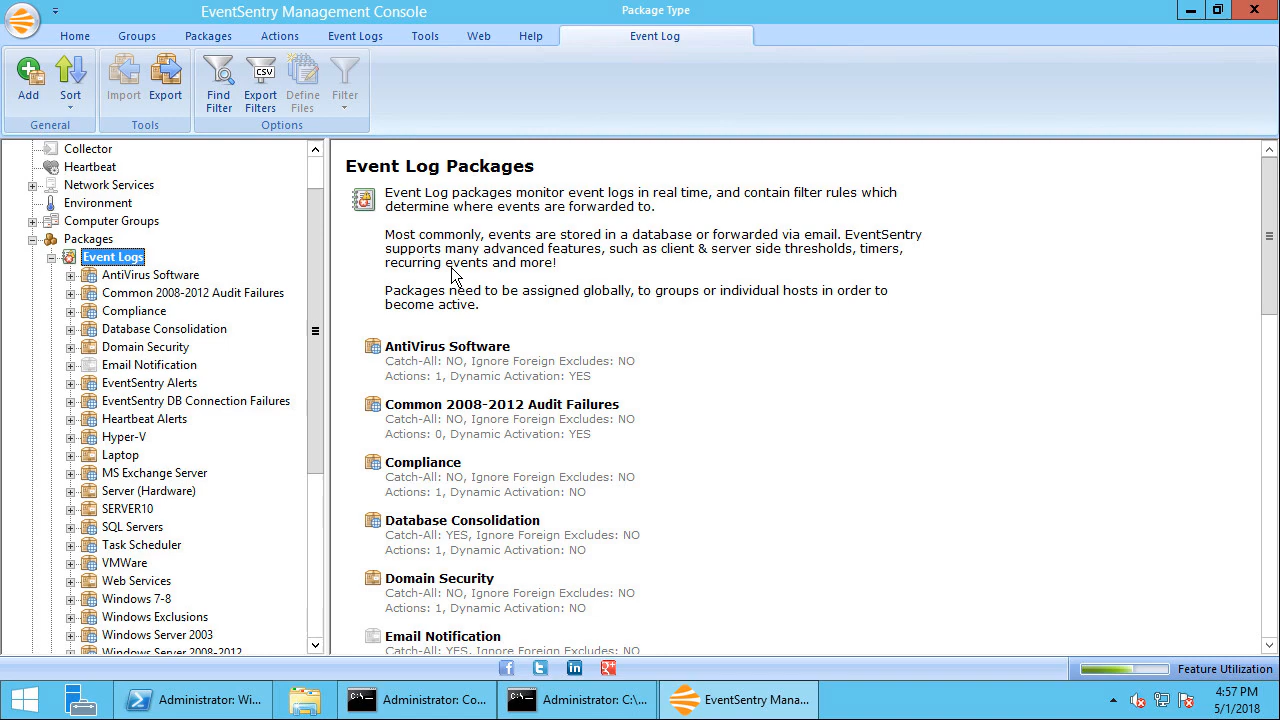 EventSentry Management Console
Package Type
Home
Groups
Packages
Actions
Event Logs
Tools
Web
Help
Event Log
Add
Sort
Import
Export
Find
Filter
CSV
Export
Filters
Define
Files
Filter
General
Tools
Options
Collector
Heartbeat
Network Services
Environment
Computer Groups
Packages
Event Logs
AntiVirus Software
Common 2008-2012 Audit Failures
Compliance
Database Consolidation
Domain Security
Email Notification
EventSentry Alerts
EventSentry DB Connection Failures
Heartbeat Alerts
Hyper-V
Laptop
MS Exchange Server
Server (Hardware)
SERVER10
SQL Servers
Task Scheduler
VMWare
Web Services
Windows 7-8
Windows Exclusions
Windows Server 2003
Windows Server 2008-2012
Event Log Packages
Event Log packages monitor event logs in real time, and contain filter rules which
determine where events are forwarded to.
Most commonly, events are stored in a database or forwarded via email. EventSentry
supports many advanced features, such as client & server side thresholds, timers,
recurring events and more!
Packages need to be assigned globally, to groups or individual hosts in order to
become active.
AntiVirus Software
Catch-All: NO, Ignore Foreign Excludes: NO
Actions: 1, Dynamic Activation: YES
Common 2008-2012 Audit Failures
Catch-All: NO, Ignore Foreign Excludes: NO
Actions: 0, Dynamic Activation: YES
Compliance
Catch-All: NO, Ignore Foreign Excludes: NO
Actions: 1, Dynamic Activation: NO
Database Consolidation
Catch-All: YES, Ignore Foreign Excludes: NO
Actions: 1, Dynamic Activation: NO
Domain Security
Catch-All: NO, Ignore Foreign Excludes: NO
Actions: 1, Dynamic Activation: NO
Email Notification
Catch-All: YES, Ignore Foreign Excludes: NO
Feature Utilization
Administrator: Wi...
Administrator: Co...
Administrator: C:\...
EventSentry Mana...
4:57 PM
5/1/2018